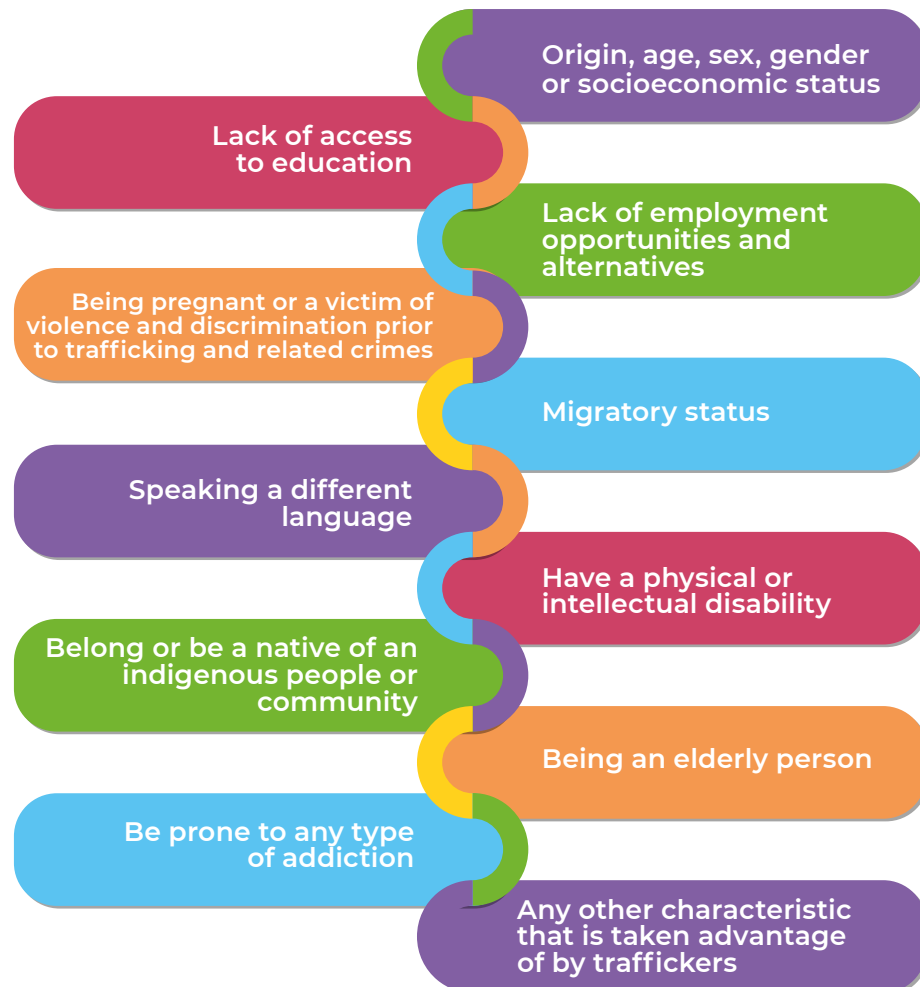 Origin, age, sex, gender
or socioeconomic status
Lack of access
to education
Lack of employment
opportunities and
alternatives
Being pregnant or a victim of
violence and discrimination prior
to trafficking and related crimes
Migratory status
Speaking a different
language
Have a physical or
intellectual disability
Belong or be a native of an
indigenous people or
community
Being an elderly person
Be prone to any type
of addiction
Any other characteristic
that is taken advantage
of by traffickers